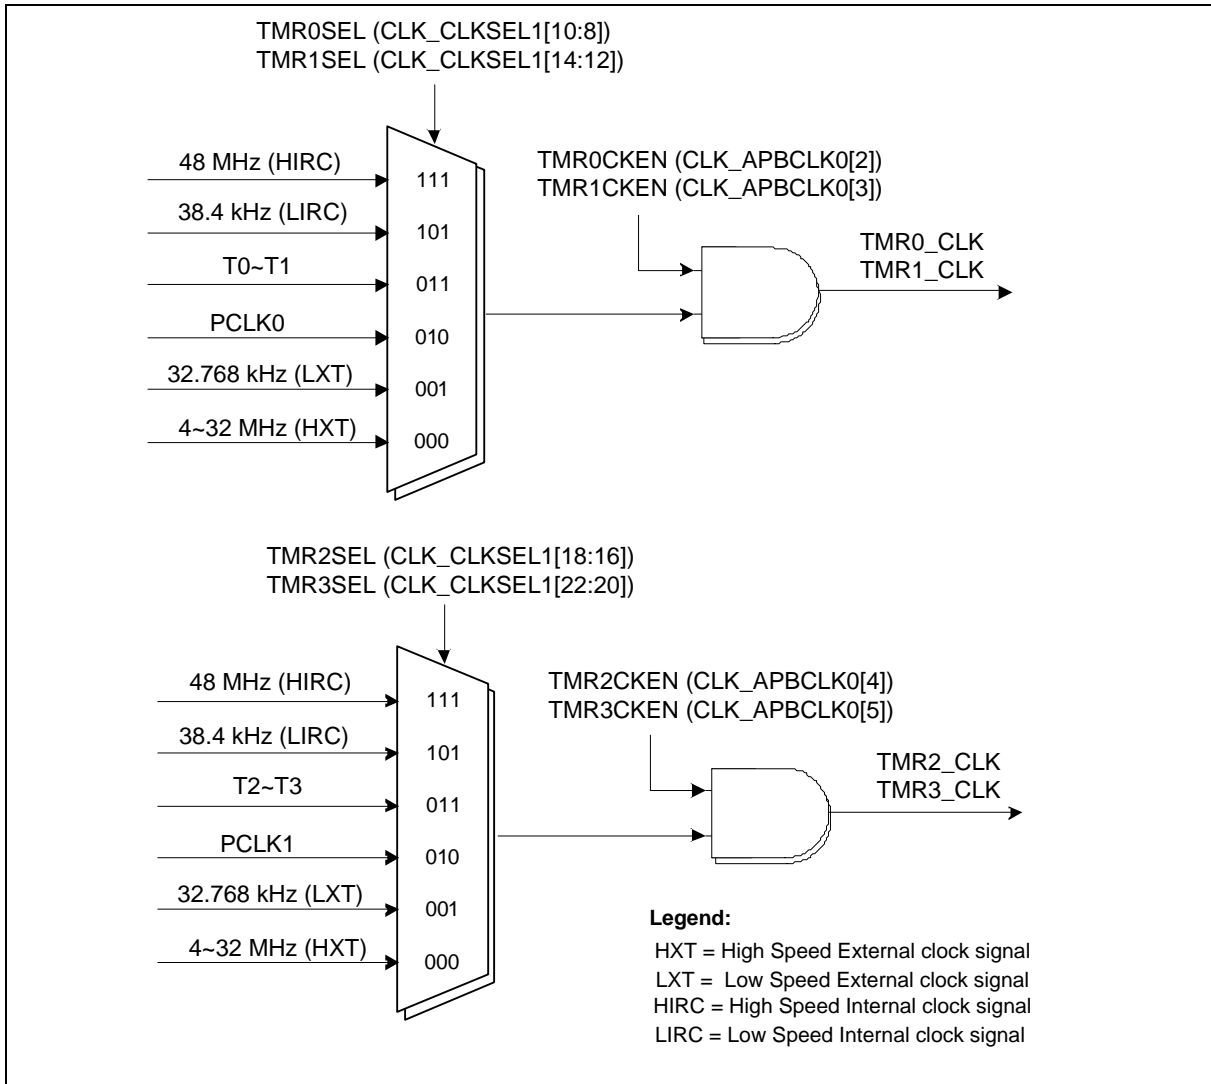 TMR0SEL (CLK_CLKSEL1[10:8])
TMR1SEL (CLK_CLKSEL1[14:12])
48 MHz (HIRC)
111
38.4 kHz (LIRC)
101
T0~T1
011
PCLK0
010
32.768 kHz (LXT)
001
4~32 MHz (HXT)
000
TMR0CKEN (CLK_APBCLK0[2])
TMR1CKEN (CLK_APBCLK0[3])
TMR0_CLK
TMR1_CLK
TMR2SEL (CLK_CLKSEL1[18:16])
TMR3SEL (CLK_CLKSEL1[22:20])
48 MHz (HIRC)
111
38.4 kHz (LIRC)
101
T2~T3
011
PCLK1
010
32.768 kHz (LXT)
001
4~32 MHz (HXT)
000
TMR2CKEN (CLK_APBCLK0[4])
TMR3CKEN (CLK_APBCLK0[5])
TMR2_CLK
TMR3_CLK
Legend:
HXT = High Speed External clock signal
LXT = Low Speed External clock signal
HIRC = High Speed Internal clock signal
LIRC = Low Speed Internal clock signal